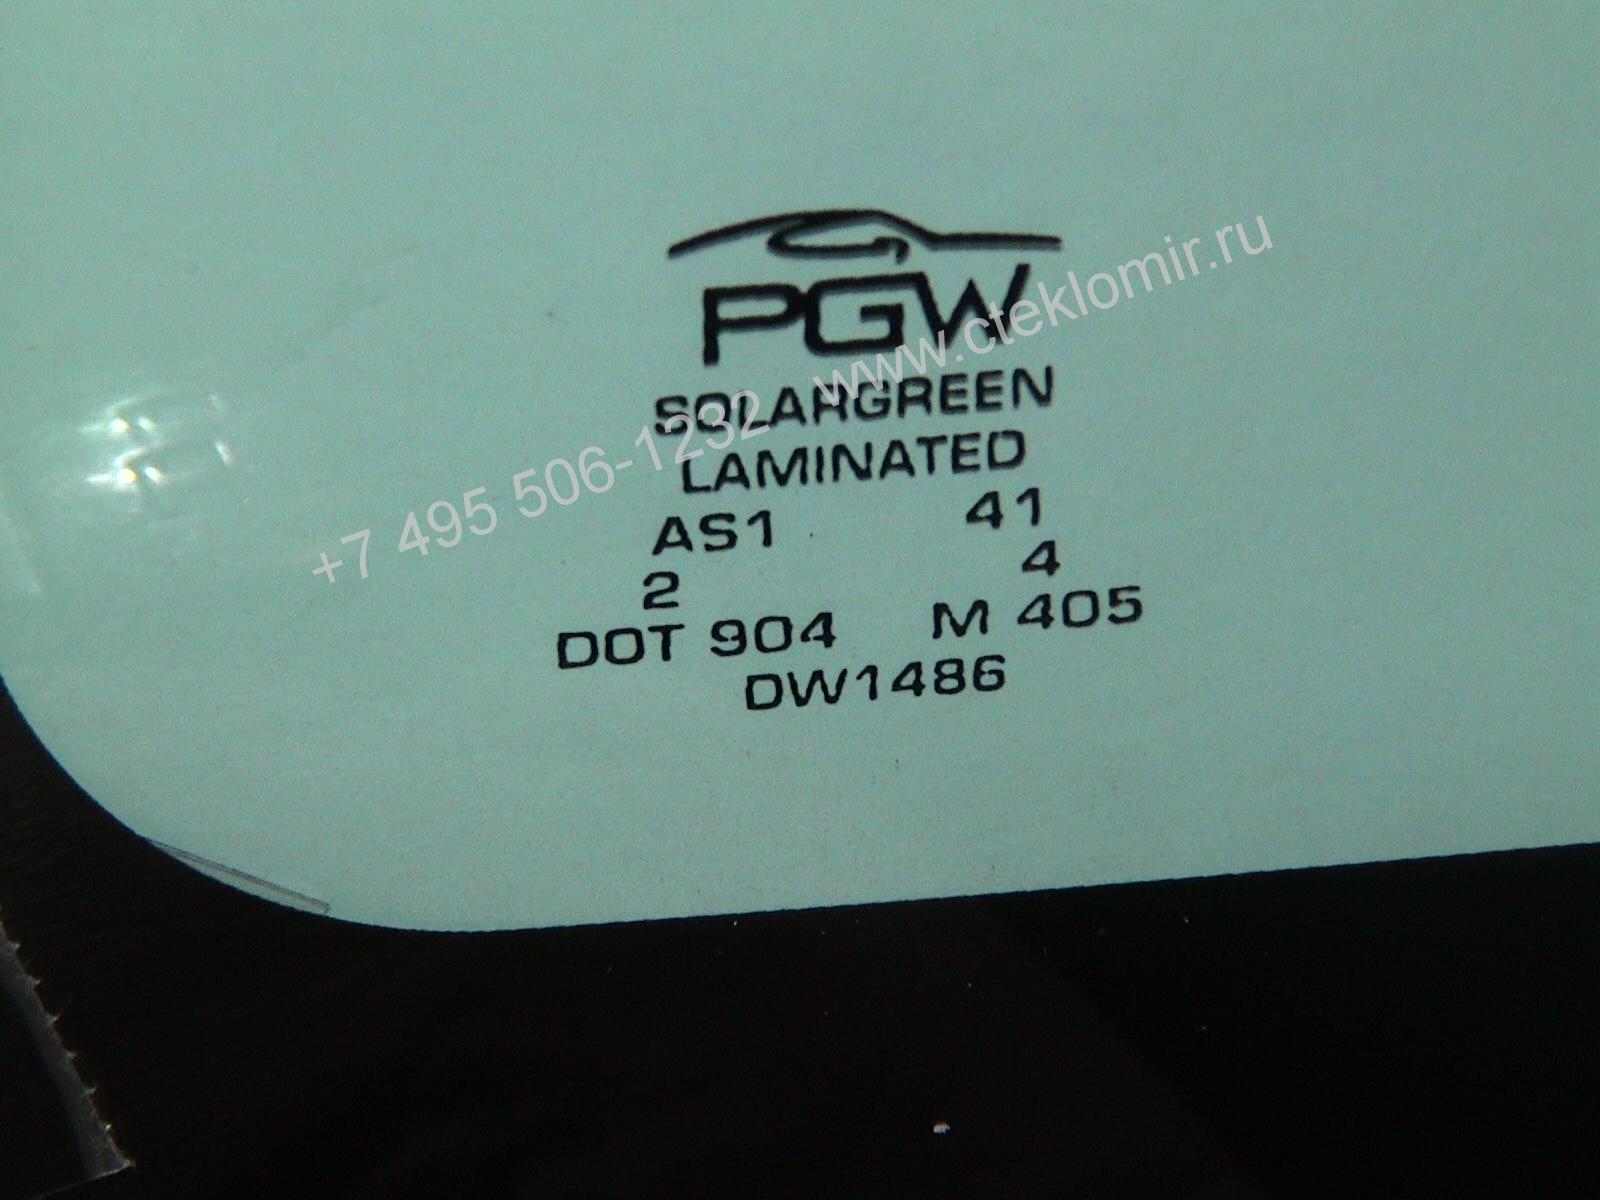 PGW
SOLARGREEN
LAMINATED
AS1 41
2 4
DOT 904 M 405
DW1486
+7 495 506-1232 www.cteklomir.ru